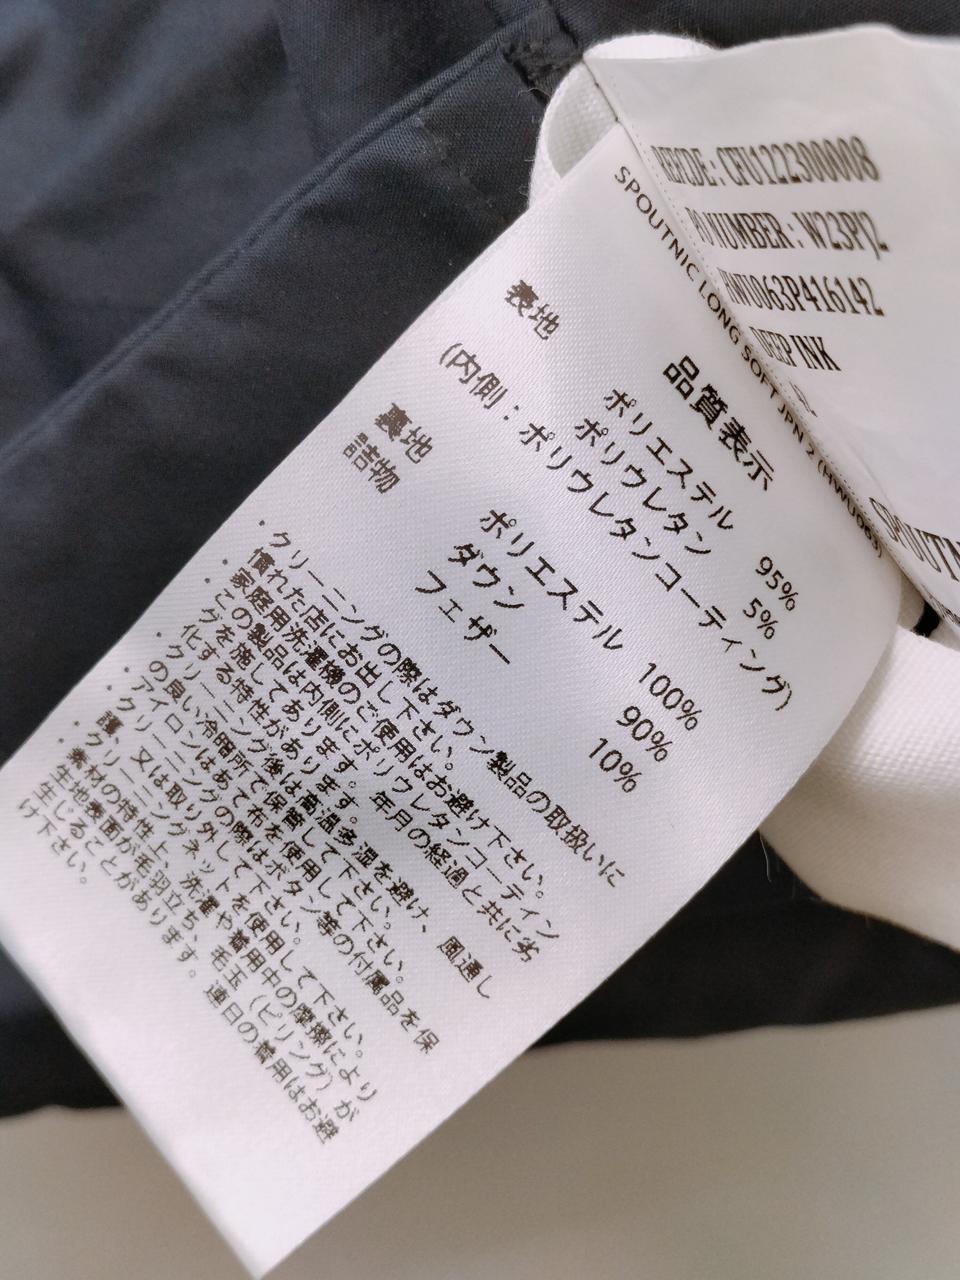 REPEDE : CFU1222300008
PO NUMBER : W23PJ2
HWU063P416142
DEEP INK
SPOUTN
SPOUTNIC LONG SOFT JPN 2 (HWU063)
品質表示
表地 ポリエステル 95%
ポリウレタン 5%
(内側：ポリウレタンコーティング)
裏地 ポリエステル 100%
詰物 ダウン 90%
フェザー 10%
・クリーニングの際はダウン製品の取扱いに
慣れた店にお出し下さい。
・家庭用洗濯機のご使用はお避け下さい。
・この製品は内側にポリウレタンコーティン
グを施してあります。年月の経過と共に劣
化する特性があります。
・クリーニング後は高温多湿を避け、風通し
の良い冷暗所で保管して下さい。
・アイロンはあて布を使用して下さい。
・クリーニングの際はボタン等の付属品を保
護、又は取り外して下さい。
・クリーニングネットを使用して下さい。
・素材の特性上、洗濯や着用中の摩擦により
生地表面が毛羽立ち、毛玉（ピリング）が
生じることがあります。連日の着用はお避
け下さい。